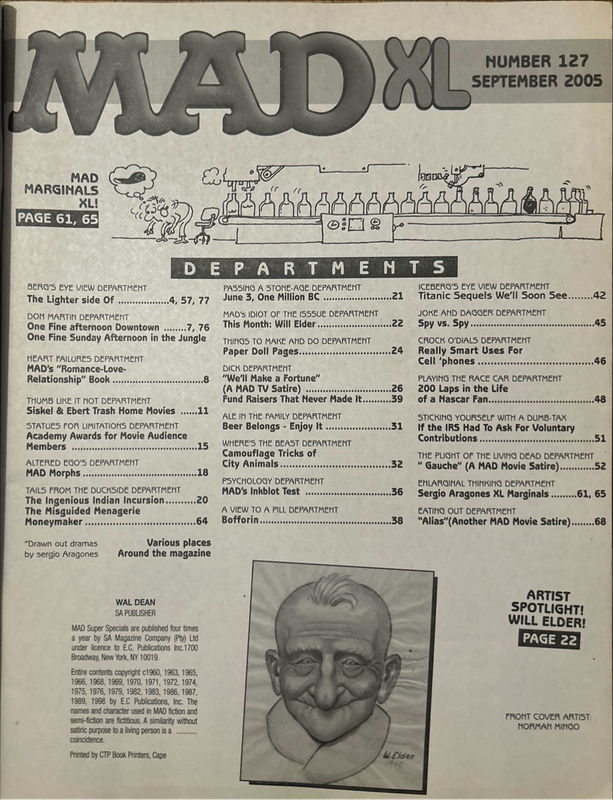 MAD XL
NUMBER 127
SEPTEMBER 2005
MAD
MARGINALS
XL!
PAGE 61, 65
DEPARTMENTS
BERG'S EYE VIEW DEPARTMENT
The Lighter side Of ..................4, 57, 77
DON MARTIN DEPARTMENT
One Fine afternoon Downtown .......7, 76
One Fine Sunday Afternoon in the Jungle
HEART FAILURES DEPARTMENT
MAD's "Romance-Love-
Relationship" Book .............................8
THUMB LIKE IT NOT DEPARTMENT
Siskel & Ebert Trash Home Movies .....11
STATUES FOR LIMITATIONS DEPARTMENT
Academy Awards for Movie Audience
Members ..........................................15
ALTERED EGO'S DEPARTMENT
MAD Morphs ....................................18
TAILS FROM THE DUCKSIDE DEPARTMENT
The Ingenious Indian Incursion...........20
The Misguided Menagerie
Moneymaker ....................................64
"Drawn out dramas
by sergio Aragones
Various places
Around the magazine
PASSING A STONE-AGE DEPARTMENT
June 3, One Million BC ......................21
MAD's IDIOT OF THE ISSSUE DEPARTMENT
This Month: Will Elder........................22
THINGS TO MAKE AND DO DEPARTMENT
Paper Doll Pages................................24
DICK DEPARTMENT
"We'll Make a Fortune"
(A MAD TV Satire) .............................26
Fund Raisers That Never Made It........39
ALE IN THE FAMILY DEPARTMENT
Beer Belongs - Enjoy It ......................31
WHERE'S THE BEAST DEPARTMENT
Camouflage Tricks of
City Animals .....................................32
PSYCHOLOGY DEPARTMENT
MAD's Inkblot Test ............................36
A VIEW TO A PILL DEPARTMENT
Bofforin.............................................38
ICEBERG'S EYE VIEW DEPARTMENT
Titanic Sequels We'll Soon See......42
JOKE AND DAGGER DEPARTMENT
Spy vs. Spy....................................45
CROCK O'DIALS DEPARTMENT
Really Smart Uses For
Cell 'phones ..................................46
PLAYING THE RACE CAR DEPARTMENT
200 Laps in the Life
of a Nascar Fan..............................48
STICKING YOURSELF WITH A DUMB-TAX
If the IRS Had To Ask For Voluntary
Contributions ................................51
THE PLIGHT OF THE LIVING DEAD DEPARTMENT
" Gauche" (A MAD Movie Satire)......52
ENLARGINAL THINKING DEPARTMENT
Sergio Aragones XL Marginals .......61, 65
EATING OUT DEPARTMENT
"Alias"(Another MAD Movie Satire)......68
WAL DEAN
SA PUBLISHER
MAD Super Specials are published four times
a year by SA Magazine Company (Pty) Ltd
under licence to E.C. Publications Inc.1700
Broadway, New York, NY 10019.
Entire contents copyright c1960, 1963, 1965,
1966, 1968, 1969, 1970, 1971, 1972, 1974,
1975, 1976, 1979, 1982, 1983, 1986, 1987,
1989, 1998 by E.C Publications, Inc. The
names and character used in MAD fiction and
semi-fiction are fictitious. A similarity without
satiric purpose to a living person is a
coincidence.
Printed by CTP Book Printers, Cape
W. Elder
ARTIST
SPOTLIGHT!
WILL ELDER!
PAGE 22
FRONT COVER ARTIST:
NORMAN MINGO